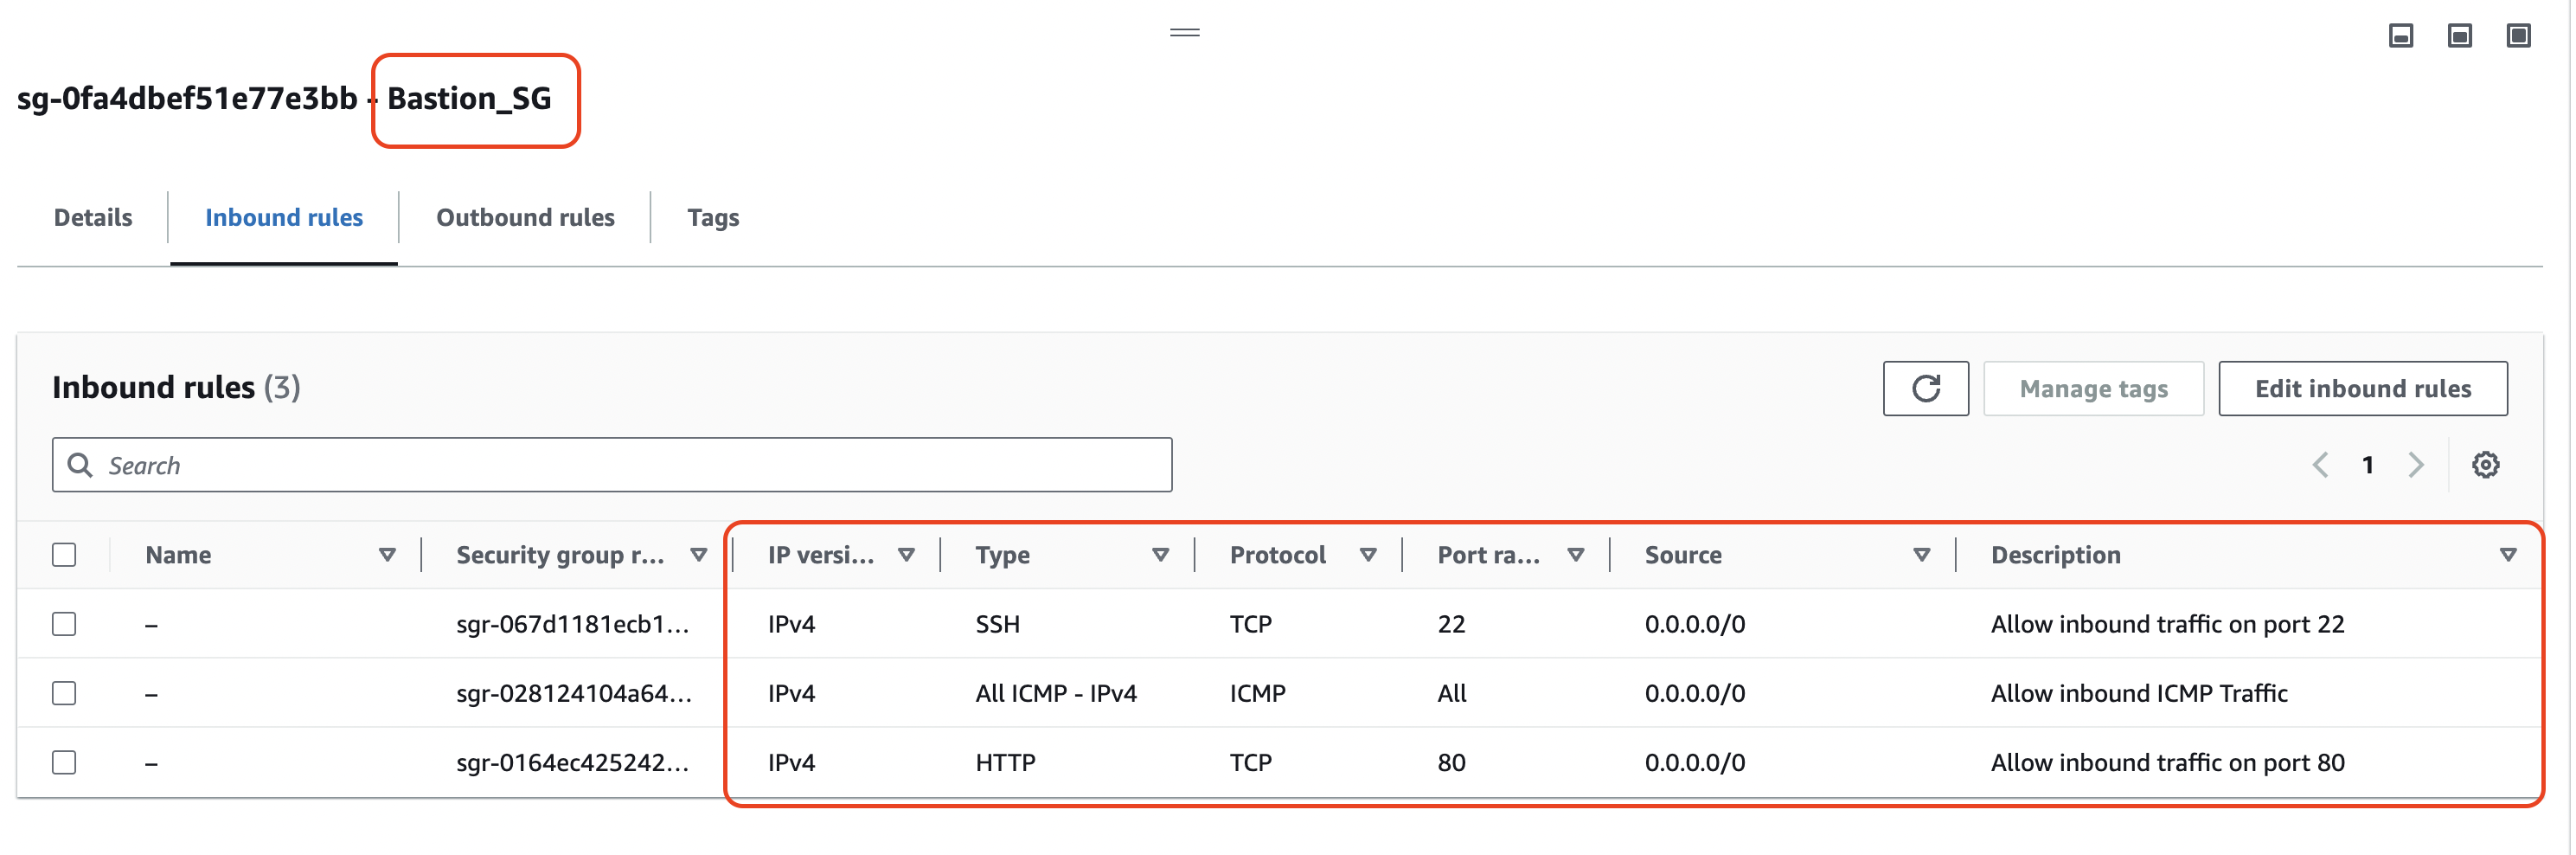 sg-0fa4dbef51e77e3bb - Bastion_SG
Details Inbound rules Outbound rules Tags
Inbound rules (3)
Manage tags Edit inbound rules
Search
1
Name Security group r... IP versi... Type Protocol Port ra... Source Description
– sgr-067d1181ecb1... IPv4 SSH TCP 22 0.0.0.0/0 Allow inbound traffic on port 22
– sgr-028124104a64... IPv4 All ICMP - IPv4 ICMP All 0.0.0.0/0 Allow inbound ICMP Traffic
– sgr-0164ec425242... IPv4 HTTP TCP 80 0.0.0.0/0 Allow inbound traffic on port 80